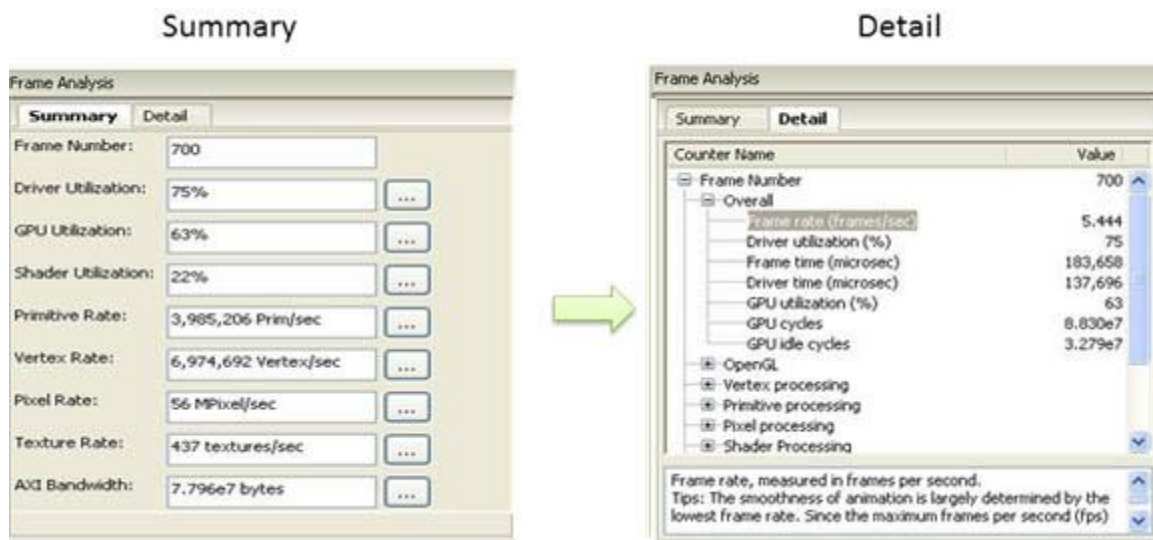 Summary
Frame Analysis
Summary Detail
Frame Number: 700
Driver Utilization: 75% ...
GPU Utilization: 63% ...
Shader Utilization: 22% ...
Primitive Rate: 3,985,206 Prim/sec ...
Vertex Rate: 6,974,692 Vertex/sec ...
Pixel Rate: 56 MPixel/sec ...
Texture Rate: 437 textures/sec ...
AXI Bandwidth: 7.796e7 bytes ...
Detail
Frame Analysis
Summary Detail
Counter Name Value
Frame Number 700
Overall
Frame rate (frames/sec) 5.444
Driver utilization (%) 75
Frame time (microsec) 183,658
Driver time (microsec) 137,696
GPU utilization (%) 63
GPU cycles 8.830e7
GPU idle cycles 3.279e7
OpenGL
Vertex processing
Primitive processing
Pixel processing
Shader Processing
Frame rate, measured in frames per second.
Tips: The smoothness of animation is largely determined by the
lowest frame rate. Since the maximum frames per second (fps)